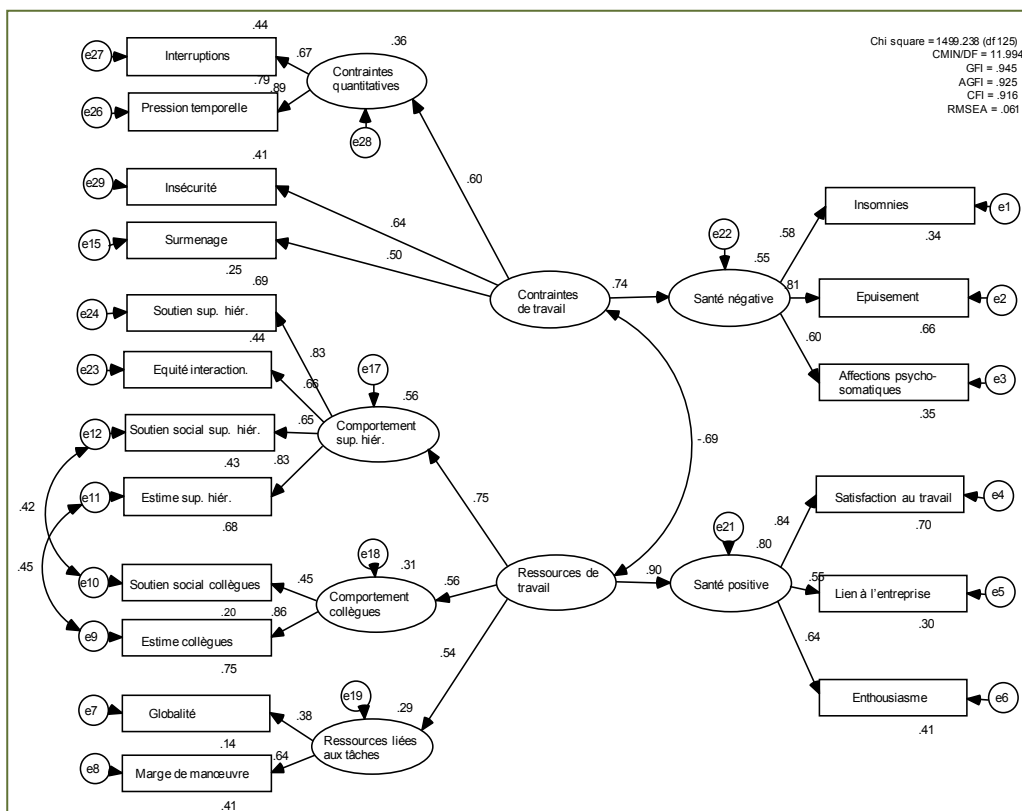 Chi square =1499.238 (df125)
CMIN/DF = 11.994
GFI = .945
AGFI = .925
CFI = .916
RMSEA = .061
.44
.36
e27
Interruptions
.67
Contraintes
quantitatives
.79
.89
e26
Pression temporelle
e28
.41
e29
Insécurité
.60
.64
e15
Surmenage
.50
.25
.69
Contraintes
de travail
.74
e22
.55
Santé négative
.58
Insomnies
e1
.34
.81
Epuisement
e2
.66
.60
Affections psycho-
somatiques
e3
.35
e24
Soutien sup. hiér.
.44
.83
e23
Equité interaction.
.66
e17
.56
e12
Soutien social sup. hiér.
.65
Comportement
sup. hiér.
.43
.83
e11
Estime sup. hiér.
.68
.42
.45
-.69
.75
e18
.31
e10
Soutien social collègues
.45
Comportement
collègues
.56
.20
.86
e9
Estime collègues
.75
Ressources de
travail
.90
e21
.80
Santé positive
.84
Satisfaction au travail
e4
.70
.55
Lien à l'entreprise
e5
.30
.64
Enthousiasme
e6
.41
.54
e19
.29
e7
Globalité
.38
Ressources liées
aux tâches
.14
.64
e8
Marge de manœuvre
.41